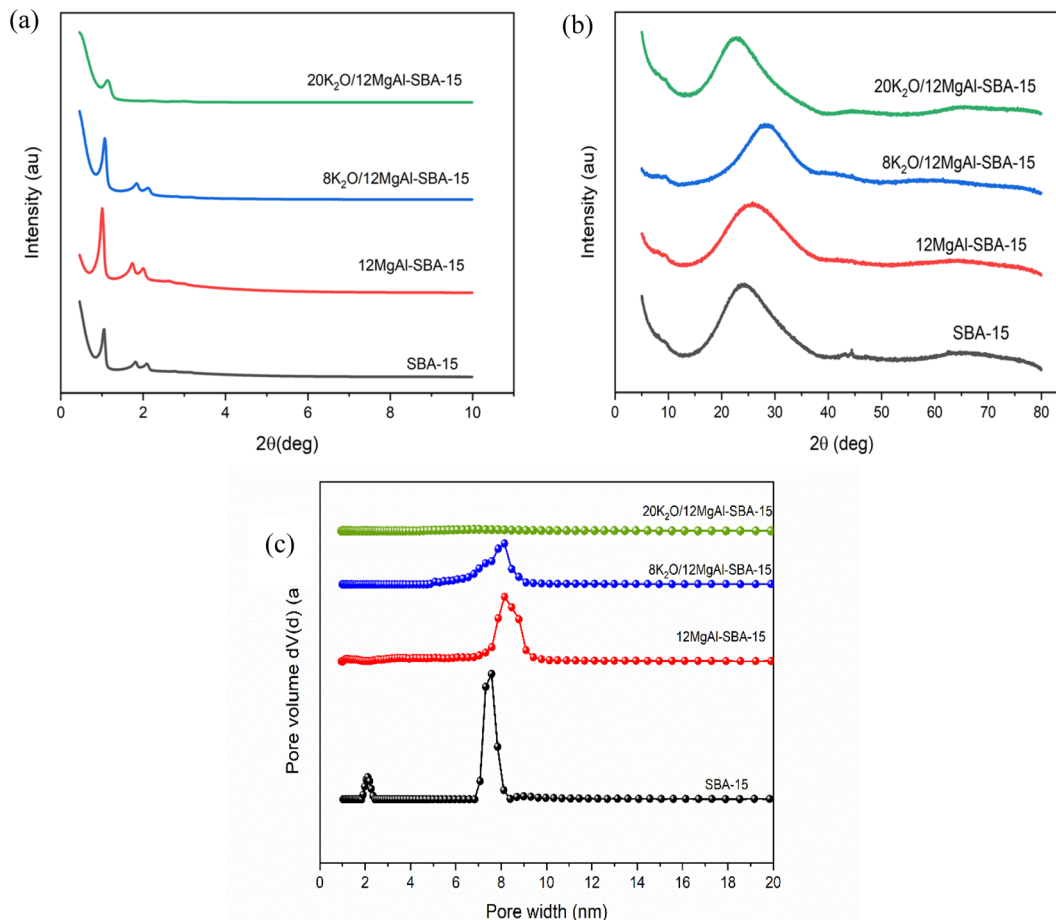 (a)
Intensity (au)
20K₂O/12MgAl-SBA-15
8K₂O/12MgAl-SBA-15
12MgAl-SBA-15
SBA-15
0 2 4 6 8 10
2θ(deg)
(b)
Intensity (au)
20K₂O/12MgAl-SBA-15
8K₂O/12MgAl-SBA-15
12MgAl-SBA-15
SBA-15
0 5 10 20 30 40 50 60 70 80
2θ (deg)
(c)
Pore volume dV(d) (a
20K₂O/12MgAl-SBA-15
8K₂O/12MgAl-SBA-15
12MgAl-SBA-15
SBA-15
0 2 4 6 8 10 12 14 16 18 20
Pore width (nm)